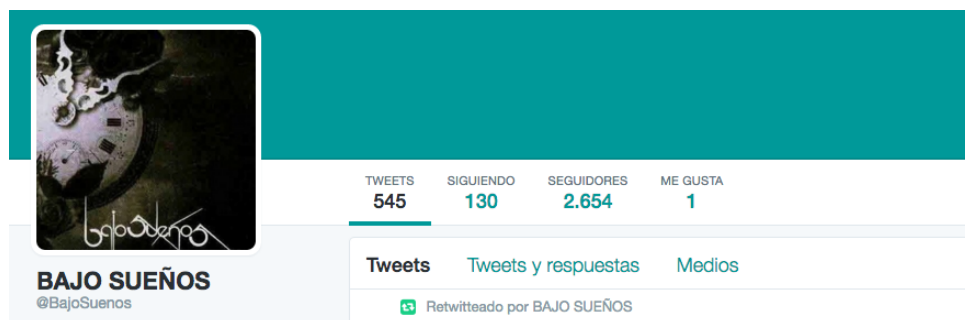 bajosueños
TWEETS SIGUIENDO SEGUIDORES ME GUSTA
545 130 2.654 1
BAJO SUEÑOS
@BajoSuenos
Tweets Tweets y respuestas Medios
Retwitteado por BAJO SUEÑOS